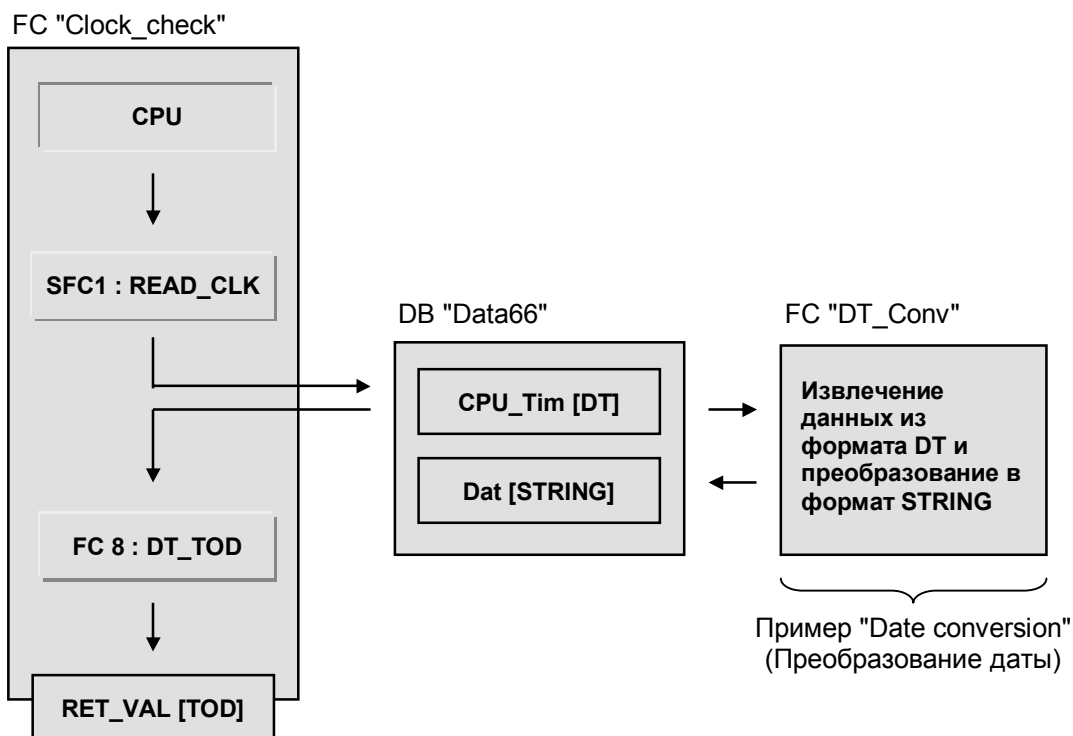 FC "Clock_check"
CPU
SFC1 : READ_CLK
FC 8 : DT_TOD
RET_VAL [TOD]
DB "Data66"
CPU_Tim [DT]
Dat [STRING]
FC "DT_Conv"
Извлечение
данных из
формата DT и
преобразование в
формат STRING
Пример "Date conversion"
(Преобразование даты)